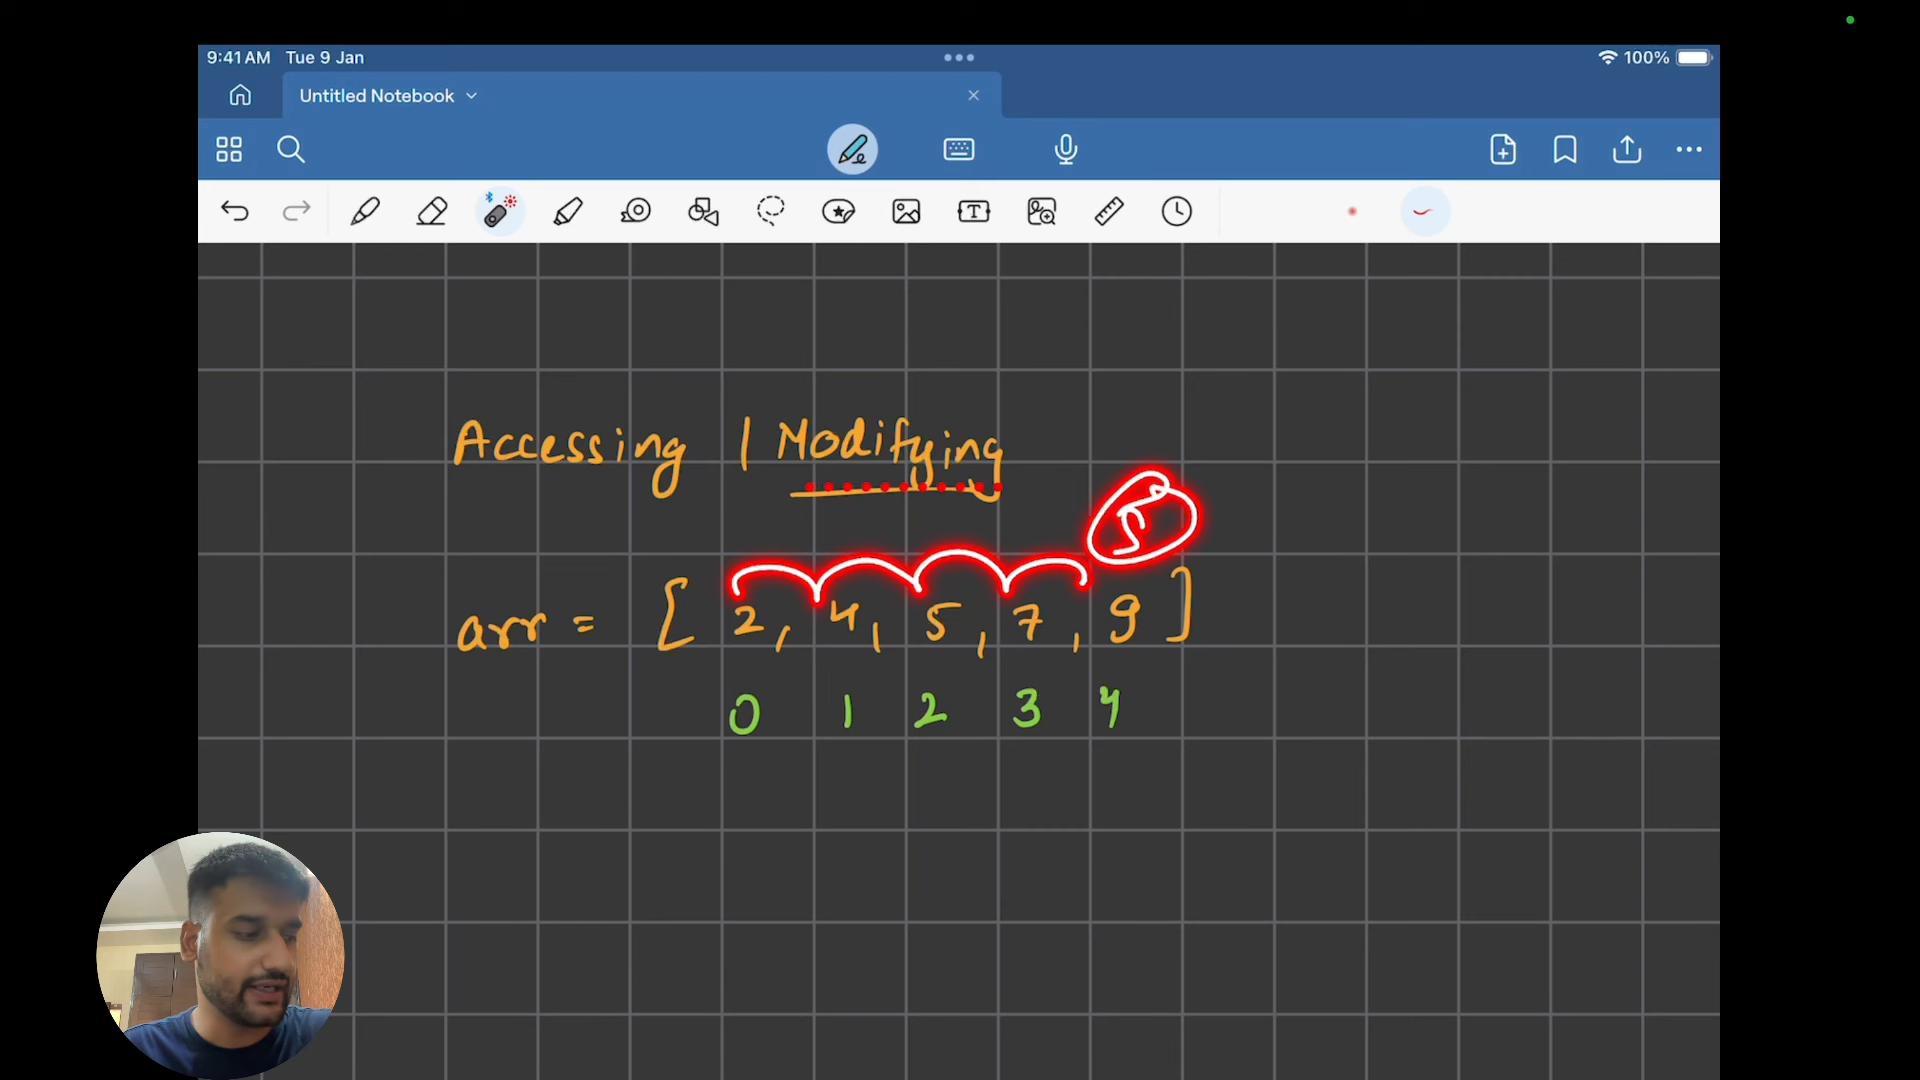 9:41 AM Tue 9 Jan 100%
Untitled Notebook
Accessing | Modifying
5
arr = [ 2, 4, 5, 7, 9 ]
0 1 2 3 4